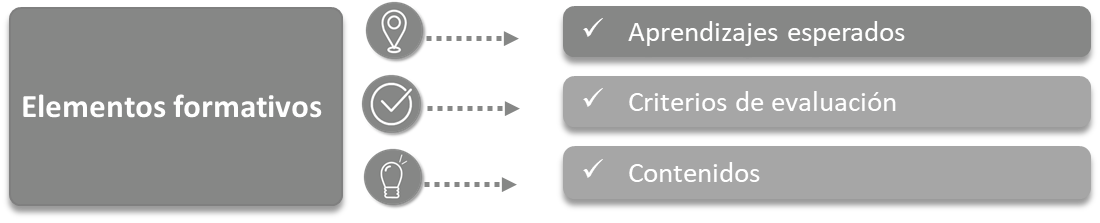 Elementos formativos
✓ Aprendizajes esperados
✓ Criterios de evaluación
✓ Contenidos